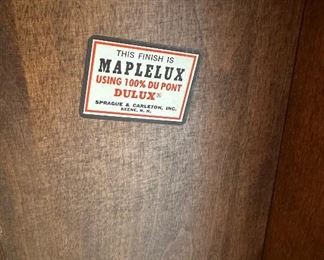 THIS FINISH IS
MAPLELUX
USING 100% DU PONT
DULUX®
SPRAGUE & CARLETON, INC.
KEENE, N. H.